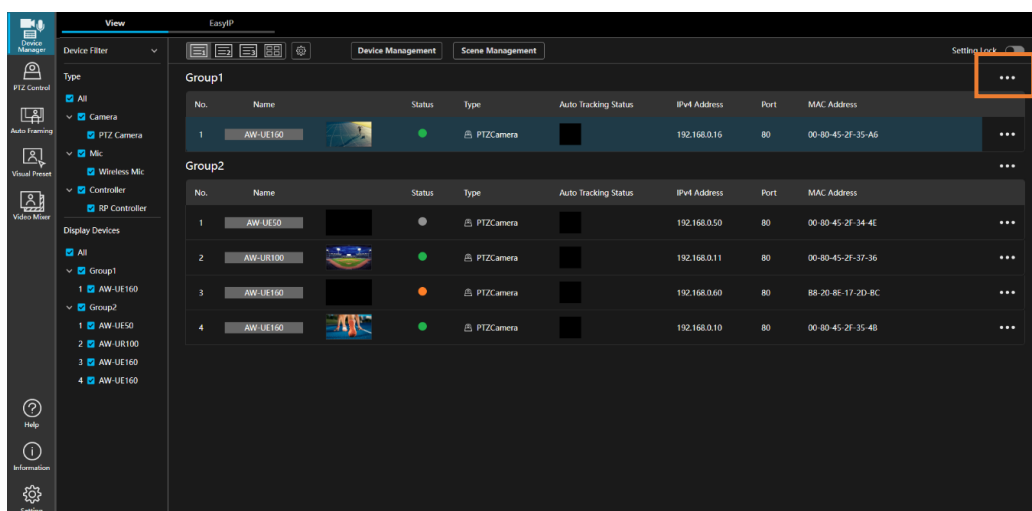 View EasyIP
Device Manager
PTZ Control
Auto Framing
Visual Preset
Video Mixer
Help
Information
Setting
Device Filter
Type
All
Camera
PTZ Camera
Mic
Wireless Mic
Controller
RP Controller
Display Devices
All
Group1
1 AW-UE160
Group2
1 AW-UE50
2 AW-UR100
3 AW-UE160
4 AW-UE160
1 2 3 Device Management Scene Management Setting Lock
Group1
No. Name Status Type Auto Tracking Status IPv4 Address Port MAC Address
1 AW-UE160 PTZCamera 192.168.0.16 80 00-80-45-2F-35-A6
Group2
No. Name Status Type Auto Tracking Status IPv4 Address Port MAC Address
1 AW-UE50 PTZCamera 192.168.0.50 80 00-80-45-2F-34-4E
2 AW-UR100 PTZCamera 192.168.0.11 80 00-80-45-2F-37-36
3 AW-UE160 PTZCamera 192.168.0.60 80 B8-20-8E-17-2D-BC
4 AW-UE160 PTZCamera 192.168.0.10 80 00-80-45-2F-35-4B